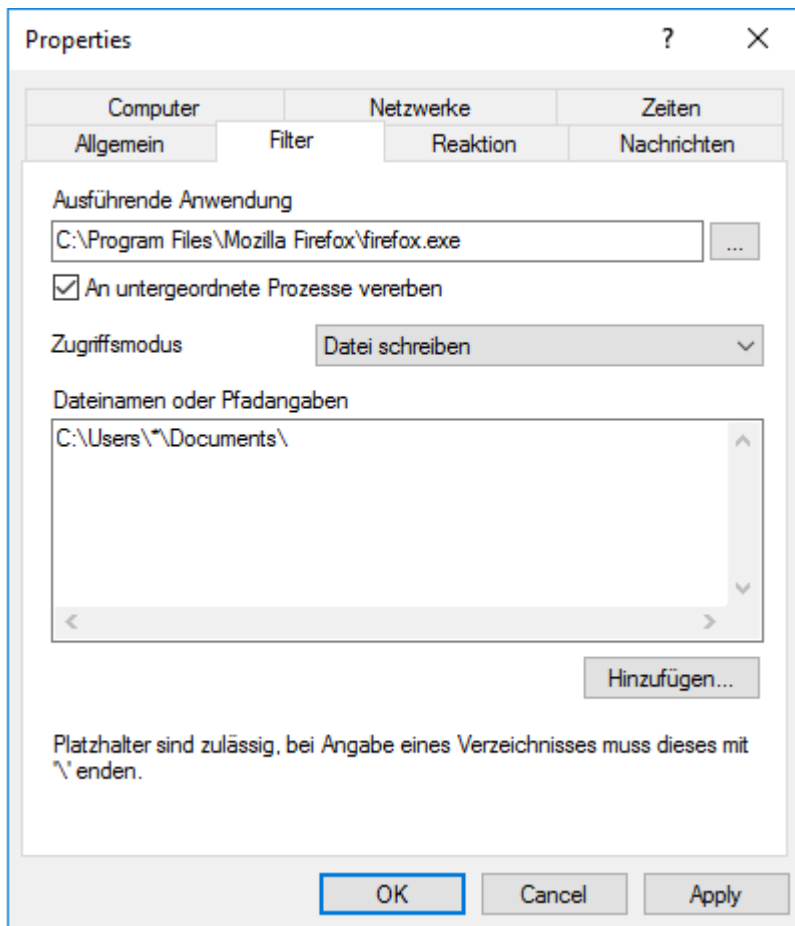 Properties
?
Computer
Netzwerke
Zeiten
Allgemein
Filter
Reaktion
Nachrichten
Ausführende Anwendung
C:\Program Files\Mozilla Firefox\firefox.exe
...
An untergeordnete Prozesse vererben
Zugriffsmodus
Datei schreiben
Dateinamen oder Pfadangaben
C:\Users\*\Documents\
Hinzufügen...
Platzhalter sind zulässig, bei Angabe eines Verzeichnisses muss dieses mit
'\' enden.
OK
Cancel
Apply